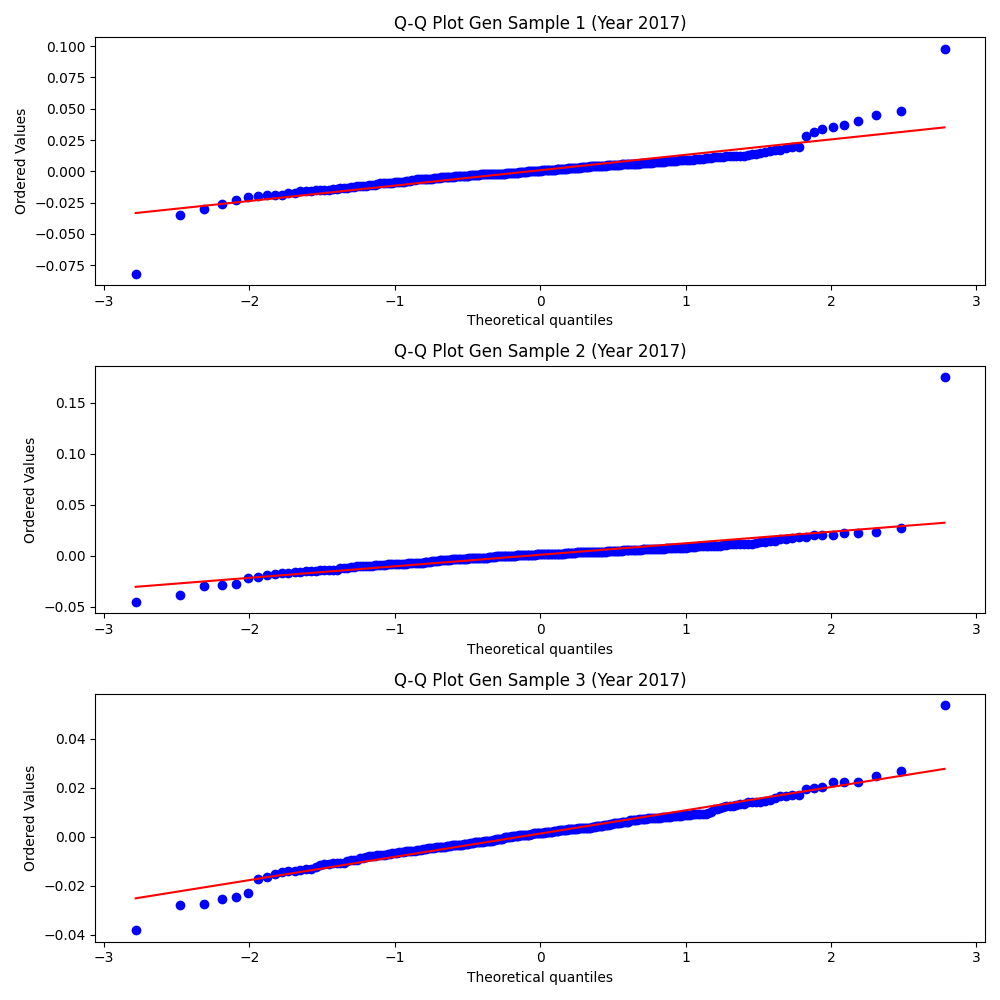 Q-Q Plot Gen Sample 1 (Year 2017)
0.100
0.075
0.050
0.025
0.000
−0.025
−0.050
−0.075
Ordered Values
−3 −2 −1 0 1 2 3
Theoretical quantiles
Q-Q Plot Gen Sample 2 (Year 2017)
0.15
0.10
0.05
0.00
−0.05
Ordered Values
−3 −2 −1 0 1 2 3
Theoretical quantiles
Q-Q Plot Gen Sample 3 (Year 2017)
0.04
0.02
0.00
−0.02
−0.04
Ordered Values
−3 −2 −1 0 1 2 3
Theoretical quantiles